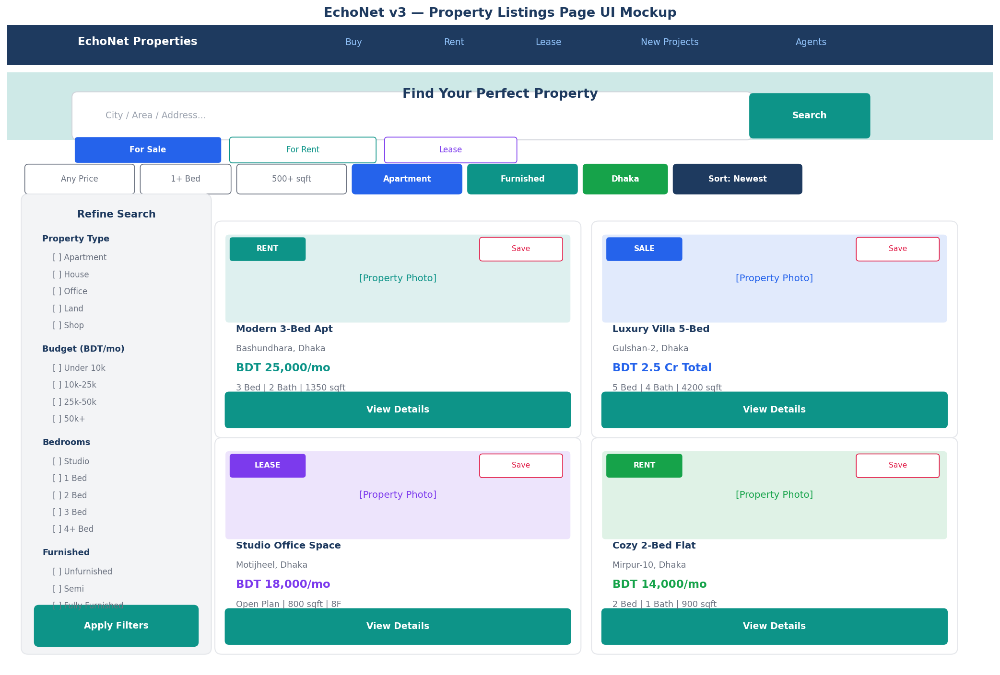 EchoNet v3 — Property Listings Page UI Mockup
EchoNet Properties Buy Rent Lease New Projects Agents
Find Your Perfect Property
City / Area / Address... Search
For Sale For Rent Lease
Any Price 1+ Bed 500+ sqft Apartment Furnished Dhaka Sort: Newest
Refine Search
Property Type
[ ] Apartment
[ ] House
[ ] Office
[ ] Land
[ ] Shop
Budget (BDT/mo)
[ ] Under 10k
[ ] 10k-25k
[ ] 25k-50k
[ ] 50k+
Bedrooms
[ ] Studio
[ ] 1 Bed
[ ] 2 Bed
[ ] 3 Bed
[ ] 4+ Bed
Furnished
[ ] Unfurnished
[ ] Semi
[ ] Fully Furnished
Apply Filters
RENT Save
[Property Photo]
Modern 3-Bed Apt
Bashundhara, Dhaka
BDT 25,000/mo
3 Bed | 2 Bath | 1350 sqft
View Details
SALE Save
[Property Photo]
Luxury Villa 5-Bed
Gulshan-2, Dhaka
BDT 2.5 Cr Total
5 Bed | 4 Bath | 4200 sqft
View Details
LEASE Save
[Property Photo]
Studio Office Space
Motijheel, Dhaka
BDT 18,000/mo
Open Plan | 800 sqft | 8F
View Details
RENT Save
[Property Photo]
Cozy 2-Bed Flat
Mirpur-10, Dhaka
BDT 14,000/mo
2 Bed | 1 Bath | 900 sqft
View Details